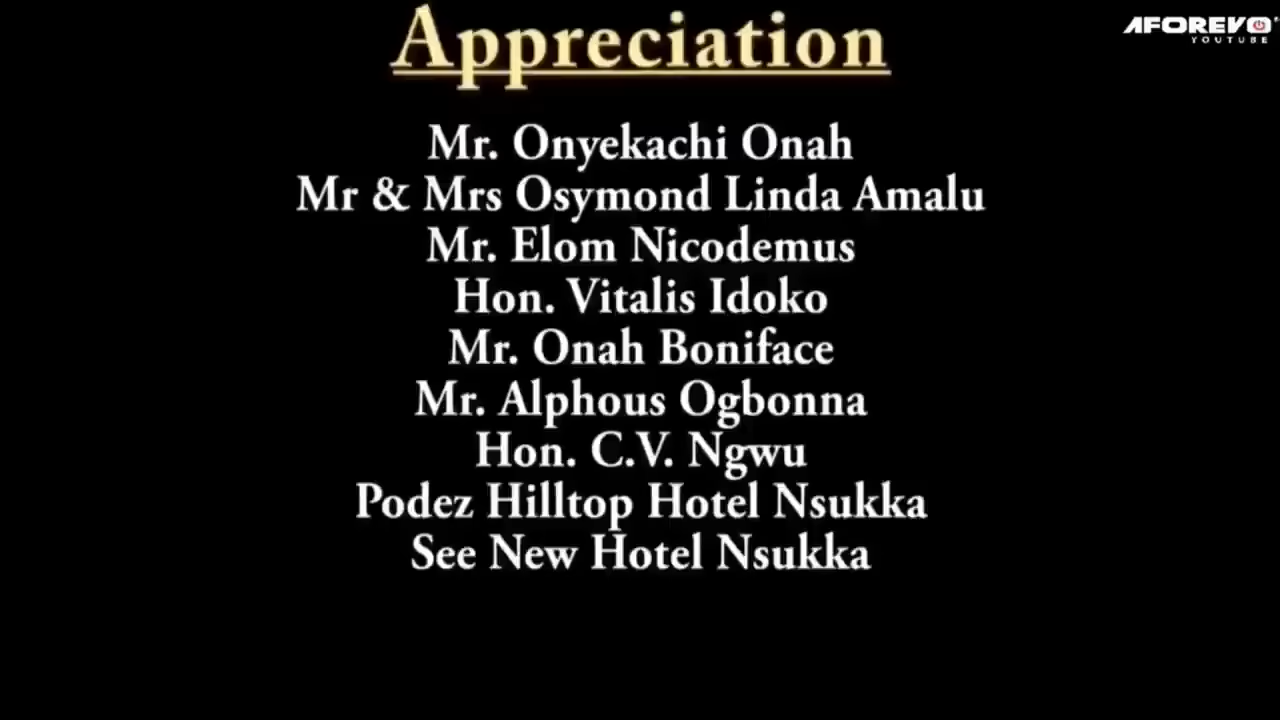 Appreciation
AFOREVO
YOUTUBE
Mr. Onyekachi Onah
Mr & Mrs Osymond Linda Amalu
Mr. Elom Nicodemus
Hon. Vitalis Idoko
Mr. Onah Boniface
Mr. Alphous Ogbonna
Hon. C.V. Ngwu
Podez Hilltop Hotel Nsukka
See New Hotel Nsukka